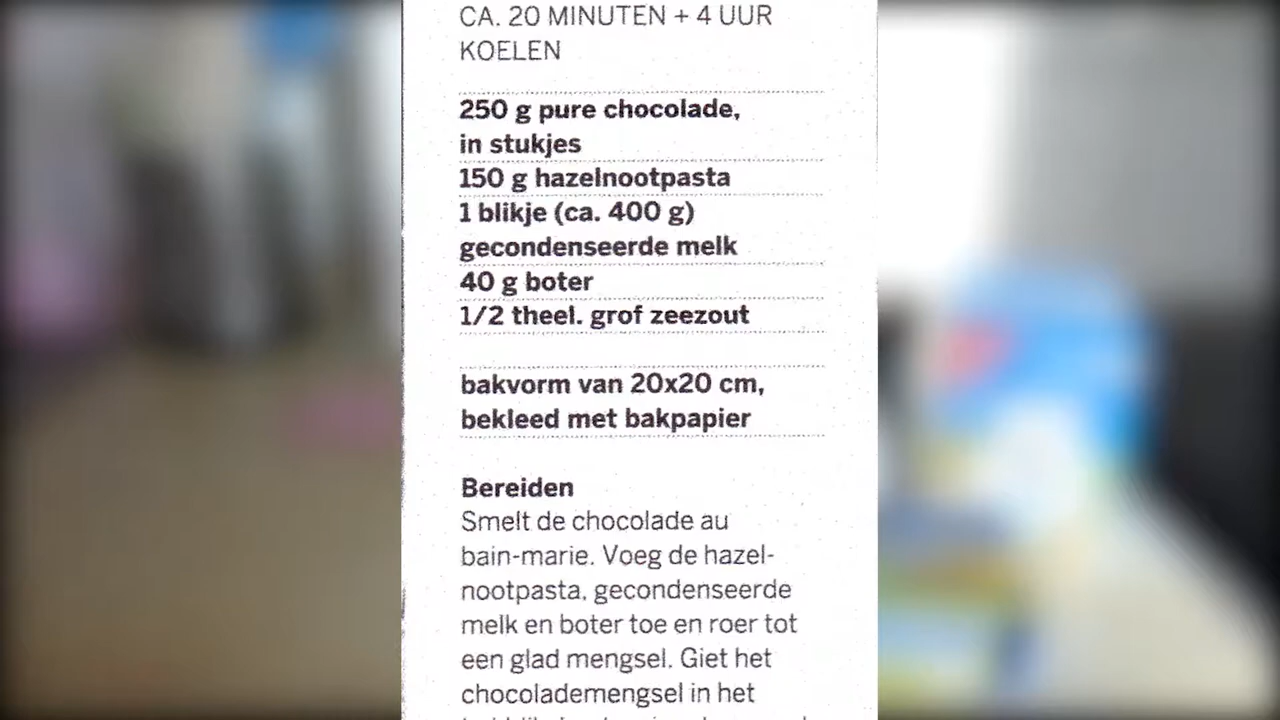 CA. 20 MINUTEN + 4 UUR
KOELEN
250 g pure chocolade,
in stukjes
150 g hazelnootpasta
1 blikje (ca. 400 g)
gecondenseerde melk
40 g boter
1/2 theel. grof zeezout
bakvorm van 20x20 cm,
bekleed met bakpapier
Bereiden
Smelt de chocolade au
bain-marie. Voeg de hazel-
nootpasta, gecondenseerde
melk en boter toe en roer tot
een glad mengsel. Giet het
chocolademengsel in het